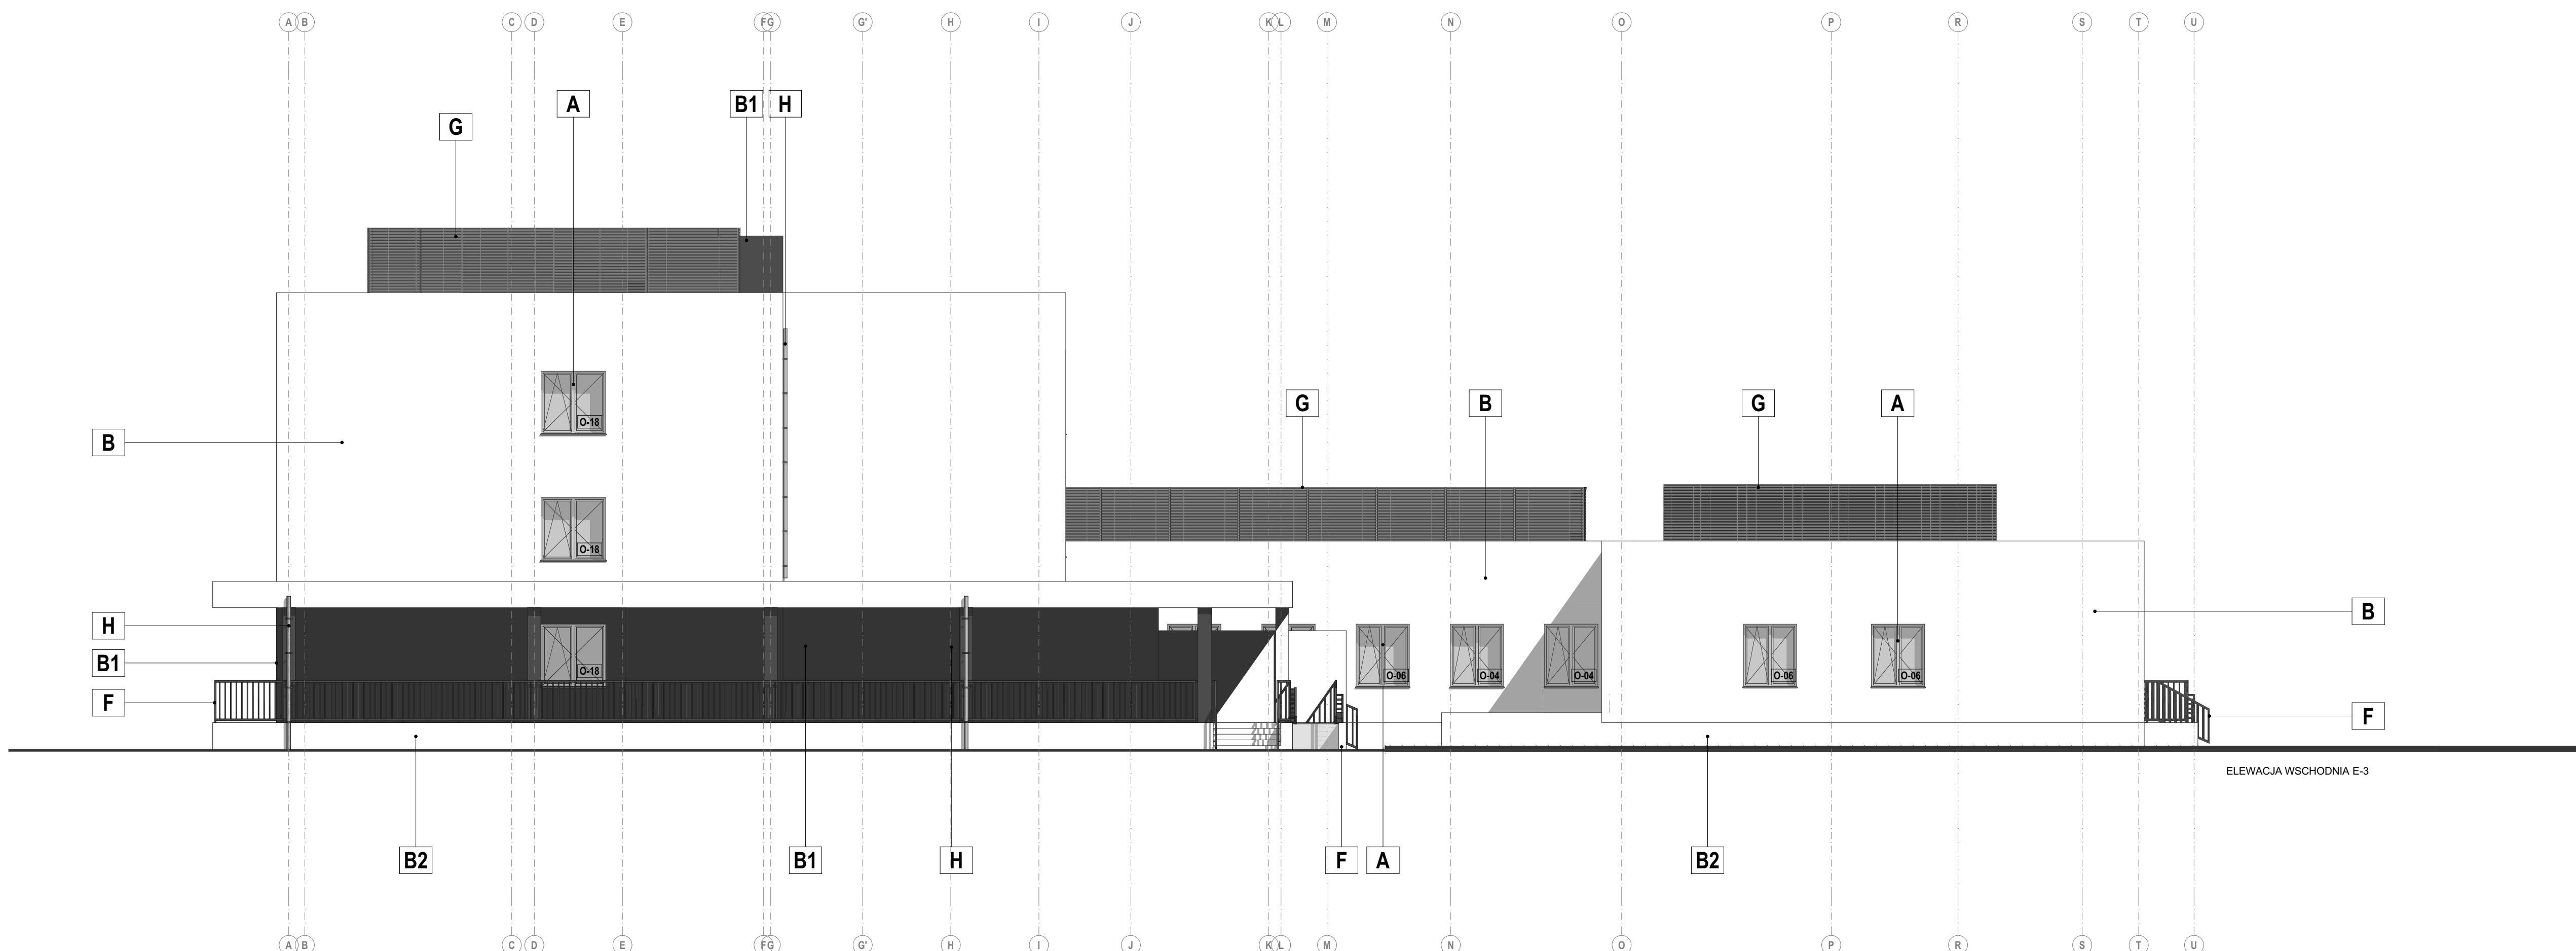 A B C D E F G G' H I J K L M N O P R S T U
A B1 H
G
G B G A
O-18
B
O-18
B
H
B1
O-18 O-06 O-04 O-04 O-06 O-06
F
F
ELEWACJA WSCHODNIA E-3
B2 B1 H F A B2
A B C D E F G G' H I J K L M N O P R S T U